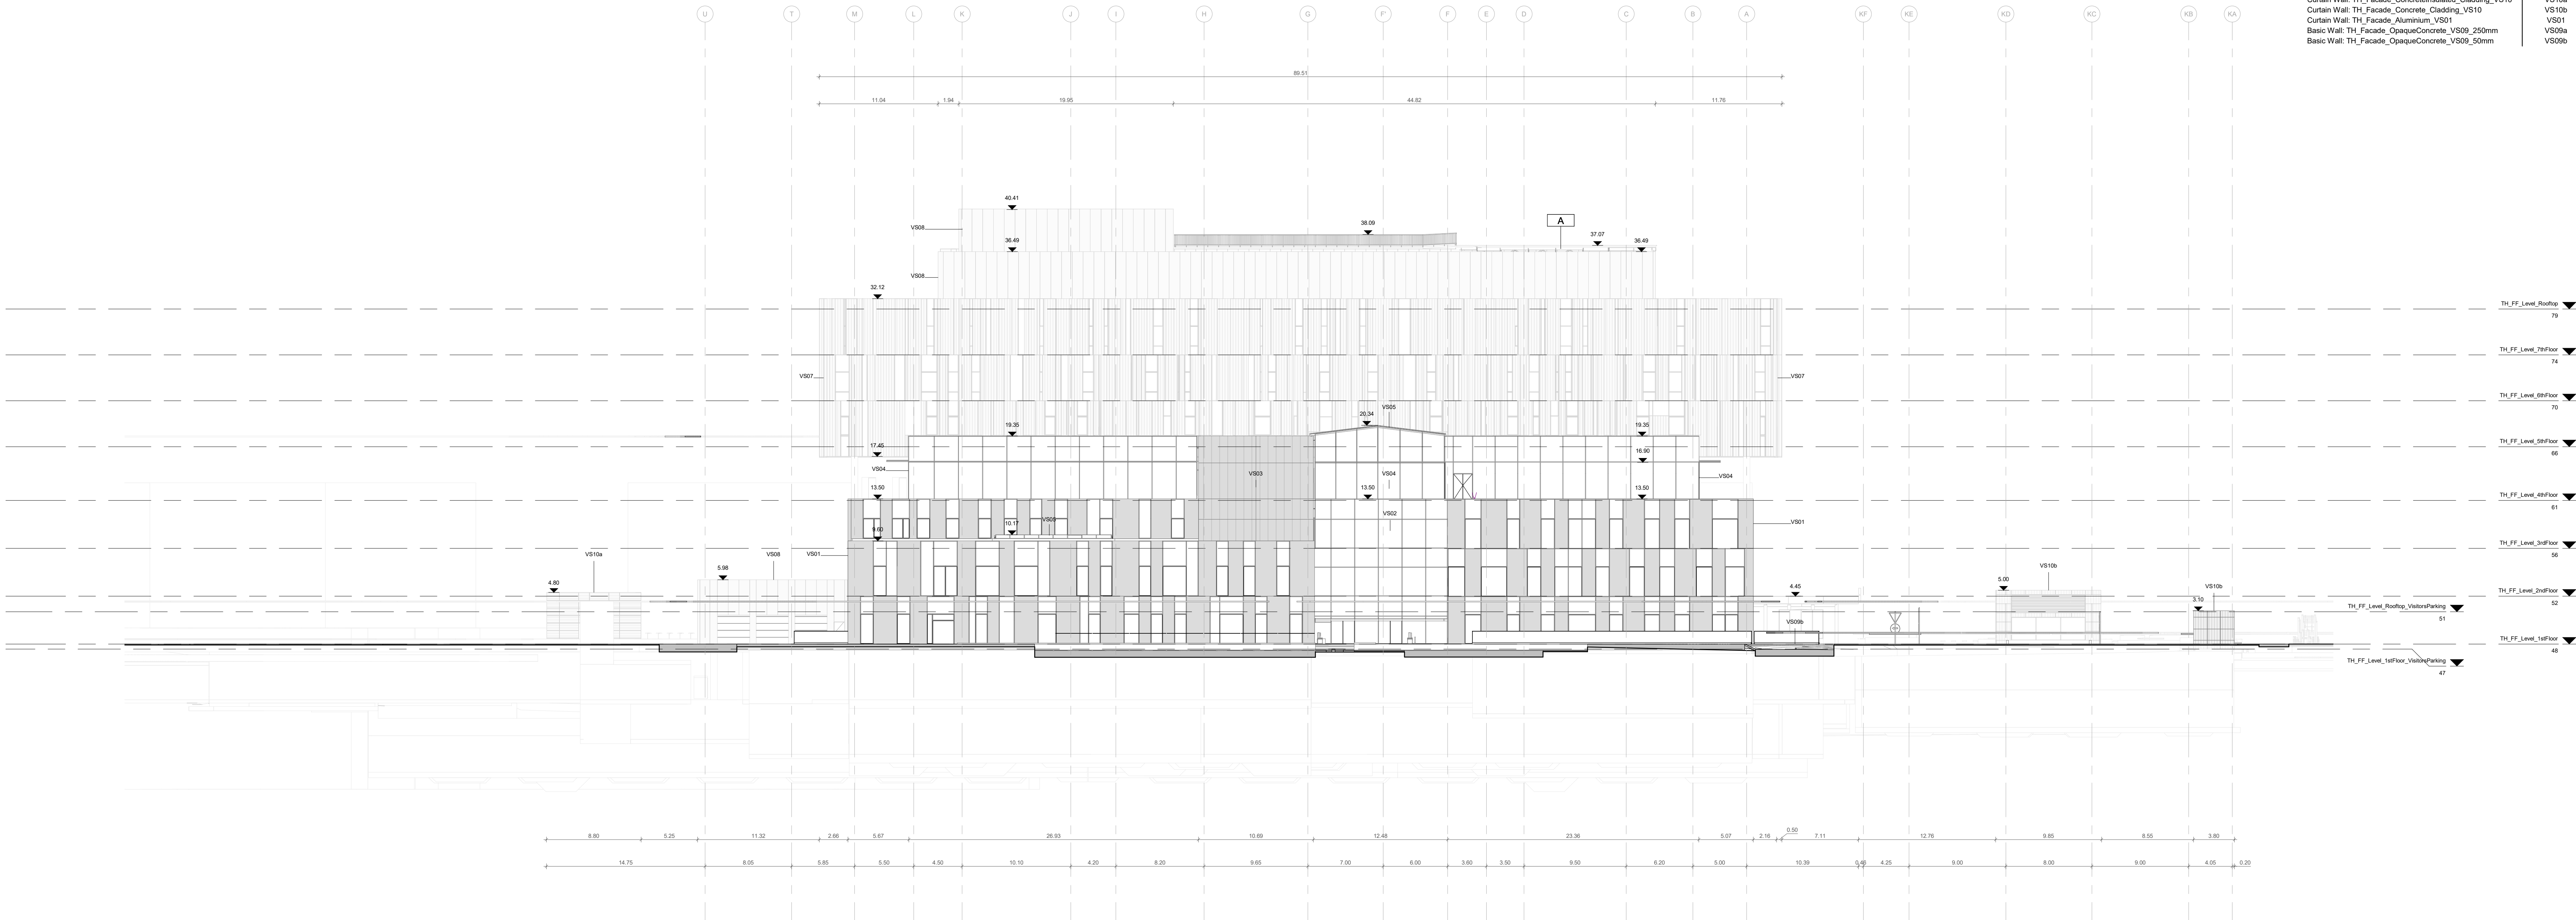 U T M L K J I H G F' F E D C B A KF KE KD KC KB KA
VS10a
Curtain Wall: TH_Facade_Concrete_Cladding_VS10 VS10b
Curtain Wall: TH_Facade_Aluminium_VS01 VS01
Basic Wall: TH_Facade_OpaqueConcrete_VS09_250mm VS09a
Basic Wall: TH_Facade_OpaqueConcrete_VS09_50mm VS09b
89.51
11.04 1.94 19.95 44.82 11.76
40.41
A
VS08
38.09
36.49 37.07 36.49
VS08
32.12
TH_FF_Level_Rooftop
79
TH_FF_Level_7thFloor
74
VS07 VS07
TH_FF_Level_6thFloor
70
VS05
20.34
19.35 19.35
TH_FF_Level_5thFloor
66
17.45 16.90
VS04 VS03 VS04 VS04
13.50 13.50 13.50
TH_FF_Level_4thFloor
61
VS02
VS01
10.17
9.60
TH_FF_Level_3rdFloor
56
VS10a VS08 VS01
VS10b
5.98
4.80 4.45 5.00 VS10b
TH_FF_Level_2ndFloor
52
3.10
TH_FF_Level_Rooftop_VisitorsParking
51
VS09b
TH_FF_Level_1stFloor
48
TH_FF_Level_1stFloor_VisitorsParking
47
0.50
8.80 5.25 11.32 2.66 5.67 26.93 10.69 12.48 23.36 5.07 2.16 7.11 12.76 9.85 8.55 3.80
14.75 8.05 5.85 5.50 4.50 10.10 4.20 8.20 9.65 7.00 6.00 3.60 3.50 9.50 6.20 5.00 10.39 4.25 9.00 8.00 9.00 4.05 0.20